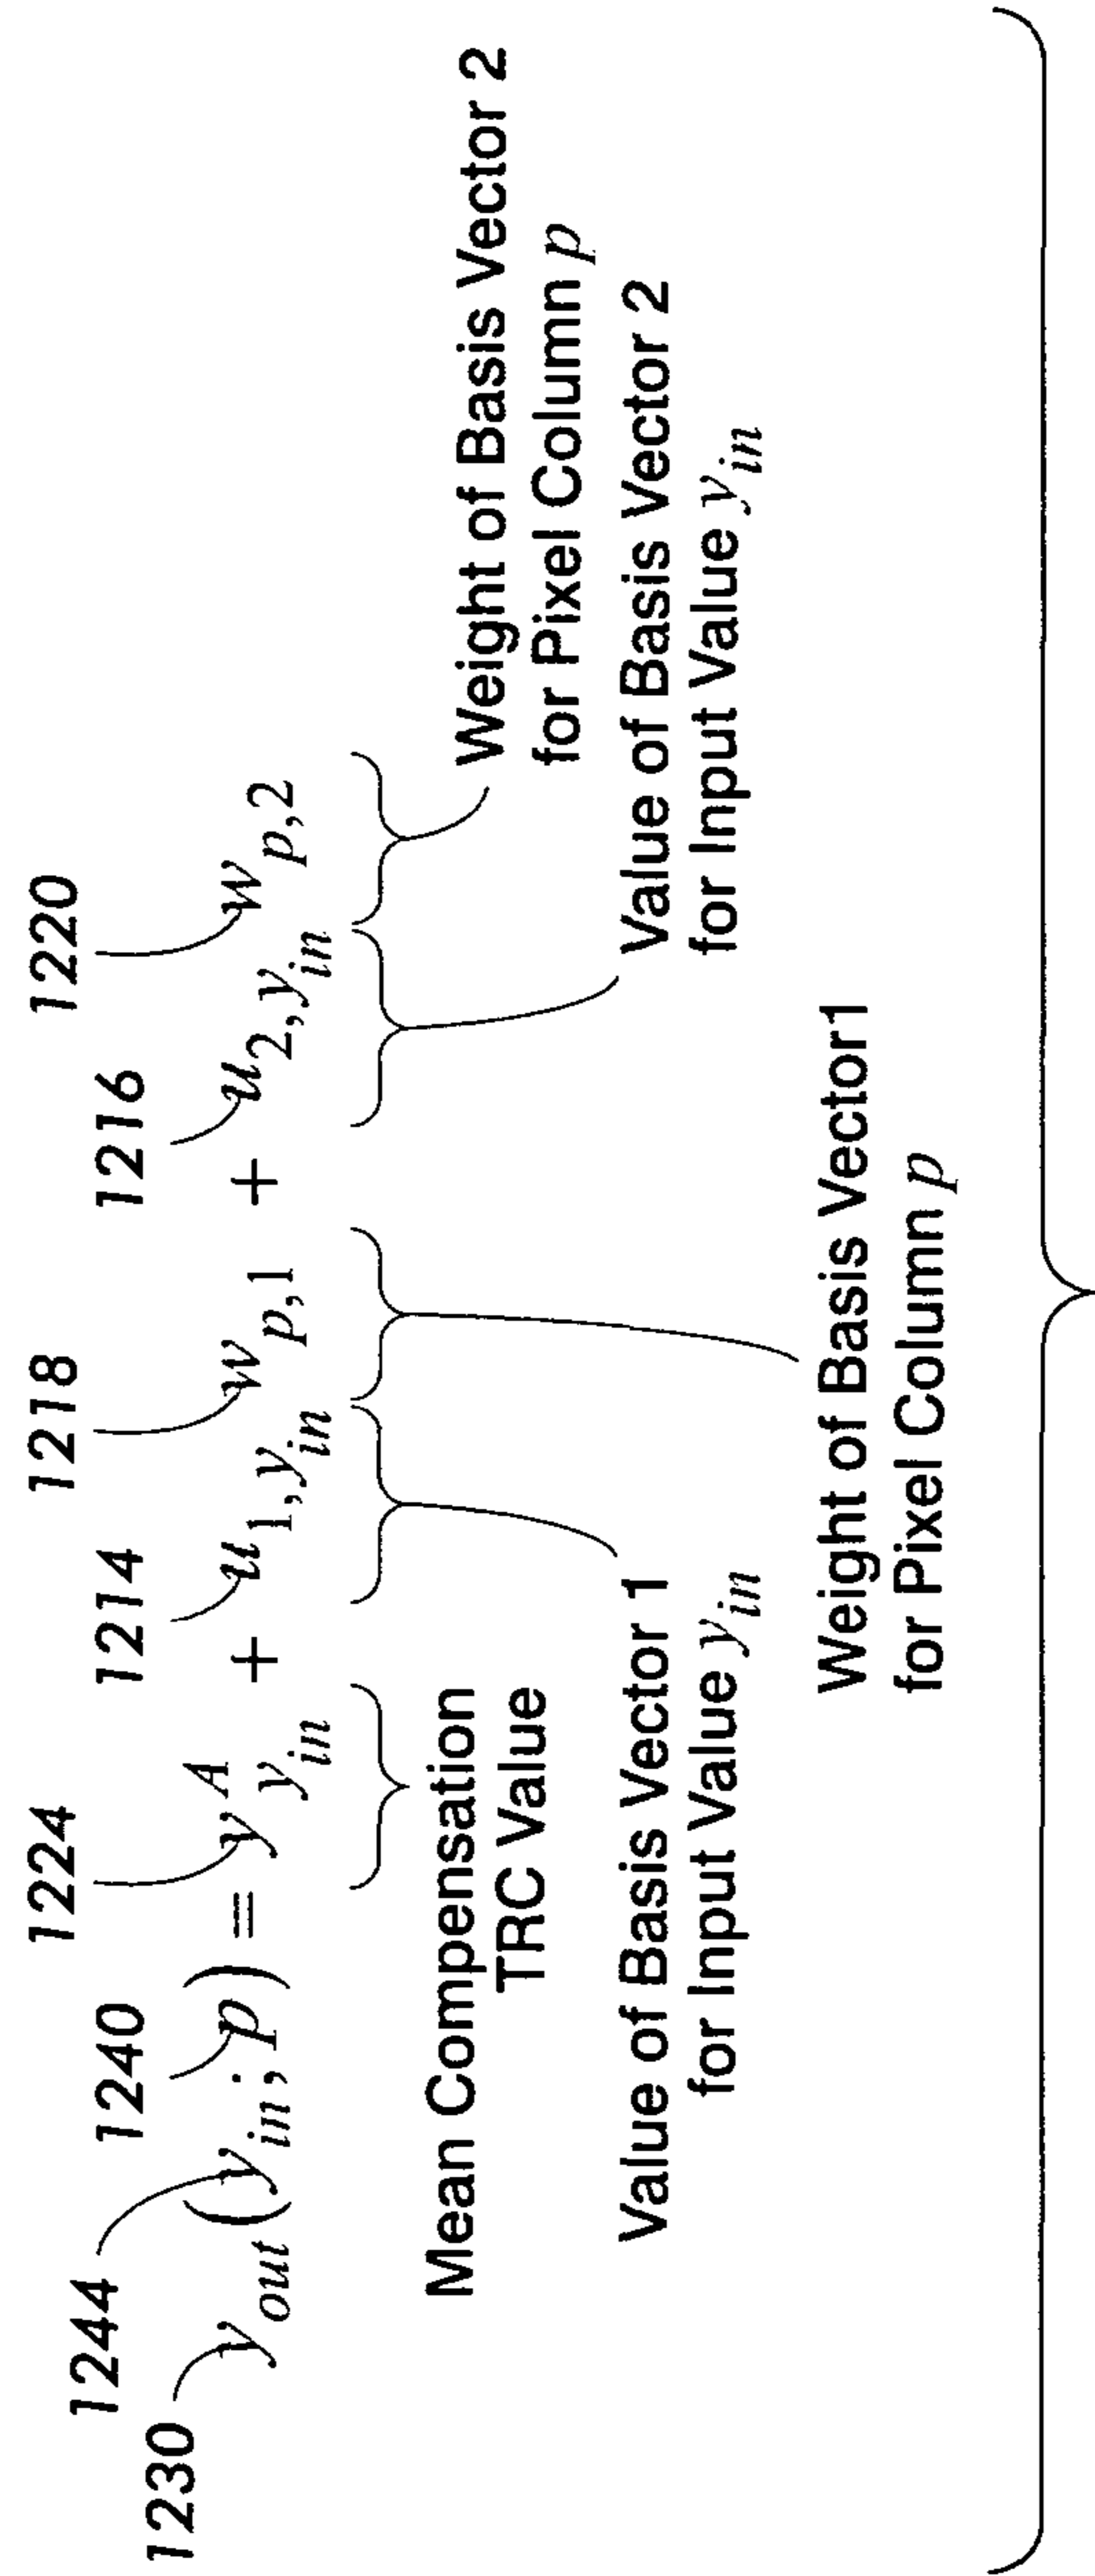 1230 1244 1240 1224 1214 1218 1216 1220
y_out(y_in; p) = y^A_{y_in} + u_{1,y_in} w_{p,1} + u_{2,y_in} w_{p,2}
Mean Compensation
TRC Value
Value of Basis Vector 1
for Input Value y_in
Weight of Basis Vector1
for Pixel Column p
Value of Basis Vector 2
for Input Value y_in
Weight of Basis Vector 2
for Pixel Column p